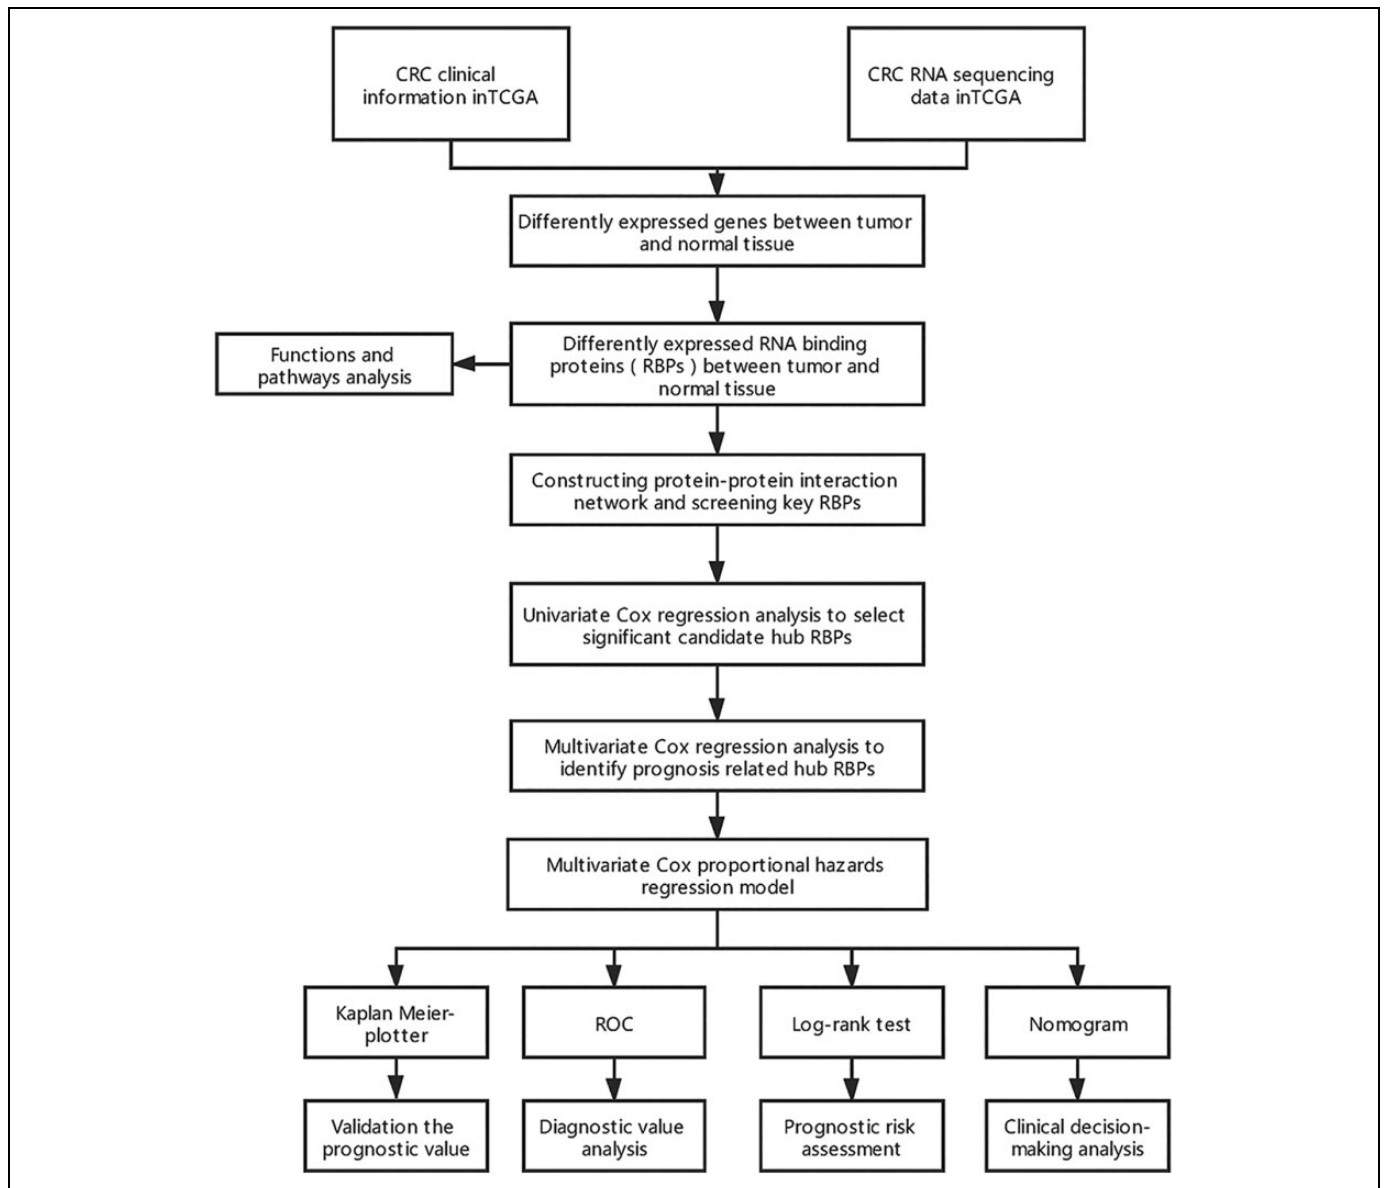 CRC clinical
information inTCGA
CRC RNA sequencing
data inTCGA
Differently expressed genes between tumor
and normal tissue
Functions and
pathways analysis
Differently expressed RNA binding
proteins ( RBPs ) between tumor and
normal tissue
Constructing protein-protein interaction
network and screening key RBPs
Univariate Cox regression analysis to select
significant candidate hub RBPs
Multivariate Cox regression analysis to
identify prognosis related hub RBPs
Multivariate Cox proportional hazards
regression model
Kaplan Meier-
plotter
ROC
Log-rank test
Nomogram
Validation the
prognostic value
Diagnostic value
analysis
Prognostic risk
assessment
Clinical decision-
making analysis